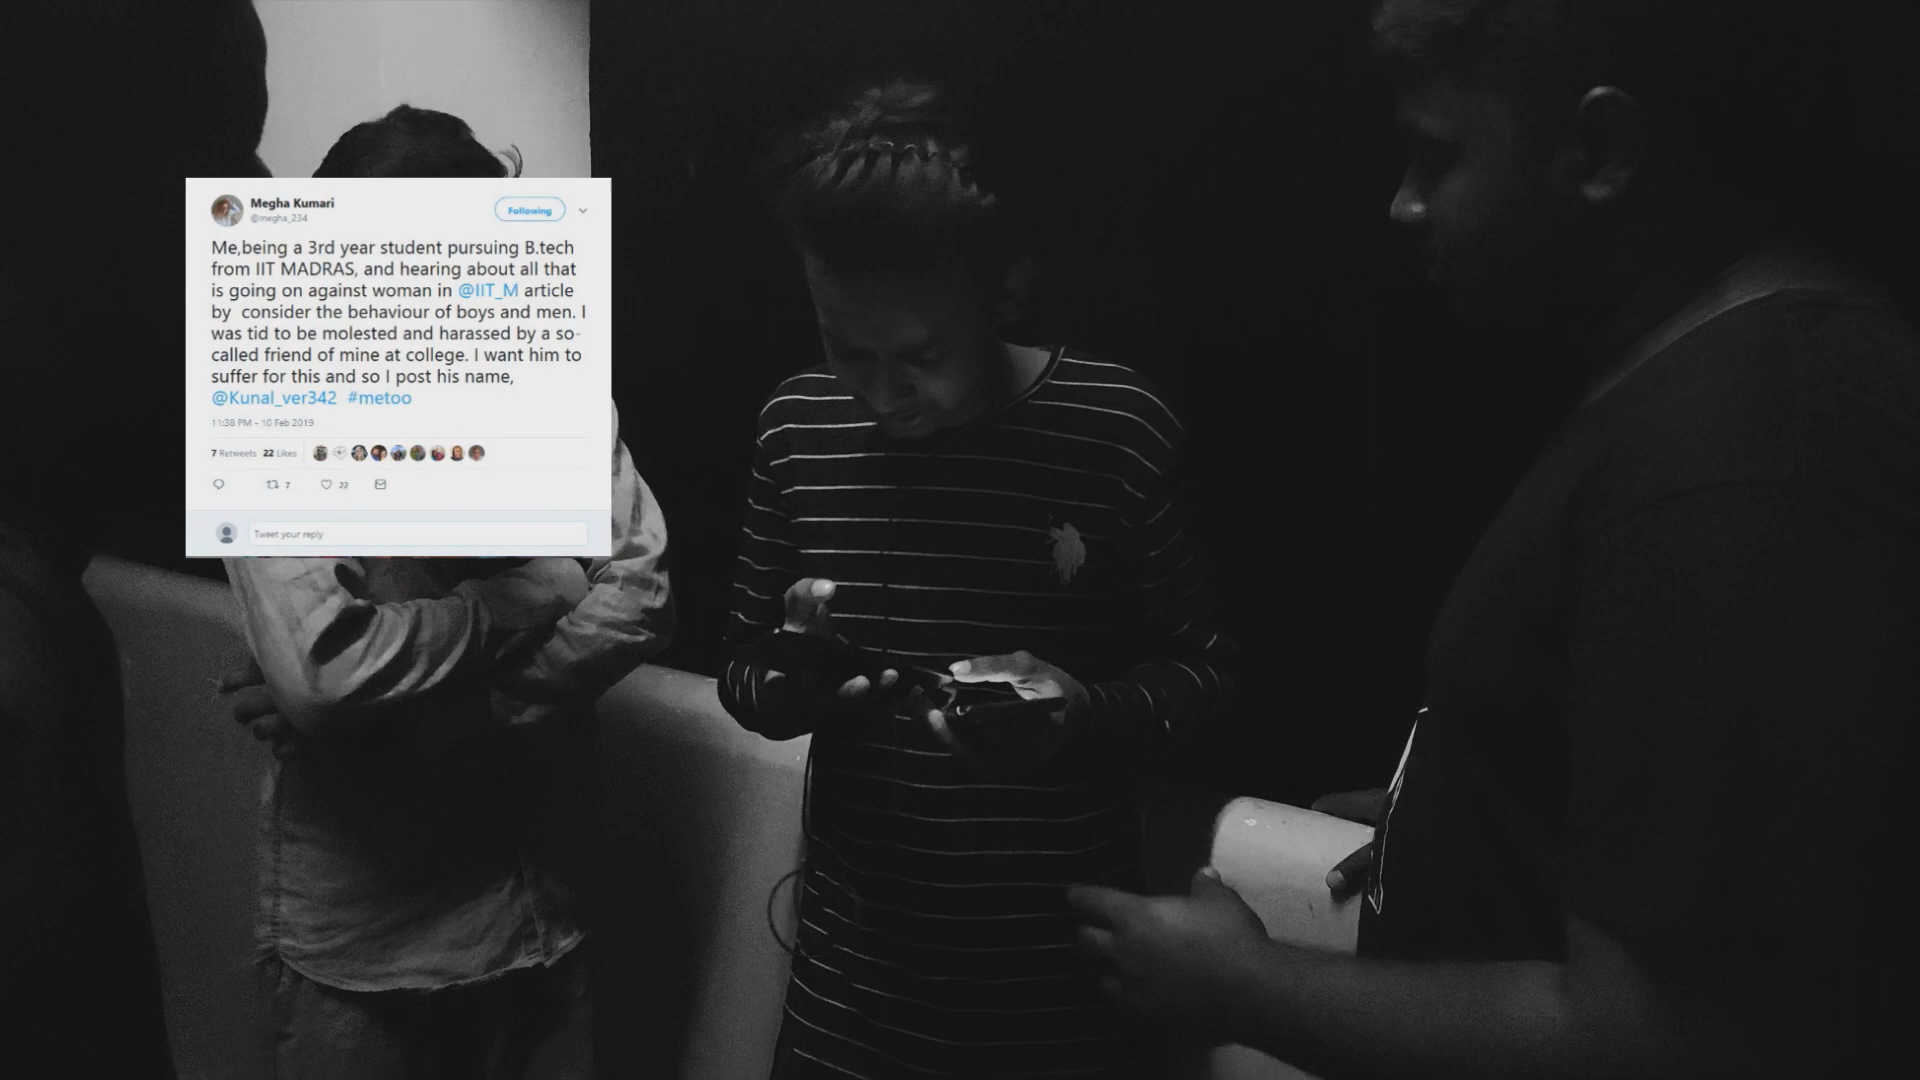 Megha Kumari
@megha_234
Following
Me,being a 3rd year student pursuing B.tech
from IIT MADRAS, and hearing about all that
is going on against woman in @IIT_M article
by  consider the behaviour of boys and men. I
was tid to be molested and harassed by a so-
called friend of mine at college. I want him to
suffer for this and so I post his name,
@Kunal_ver342  #metoo
11:38 PM - 10 Feb 2019
7 Retweets 22 Likes
7 22
Tweet your reply